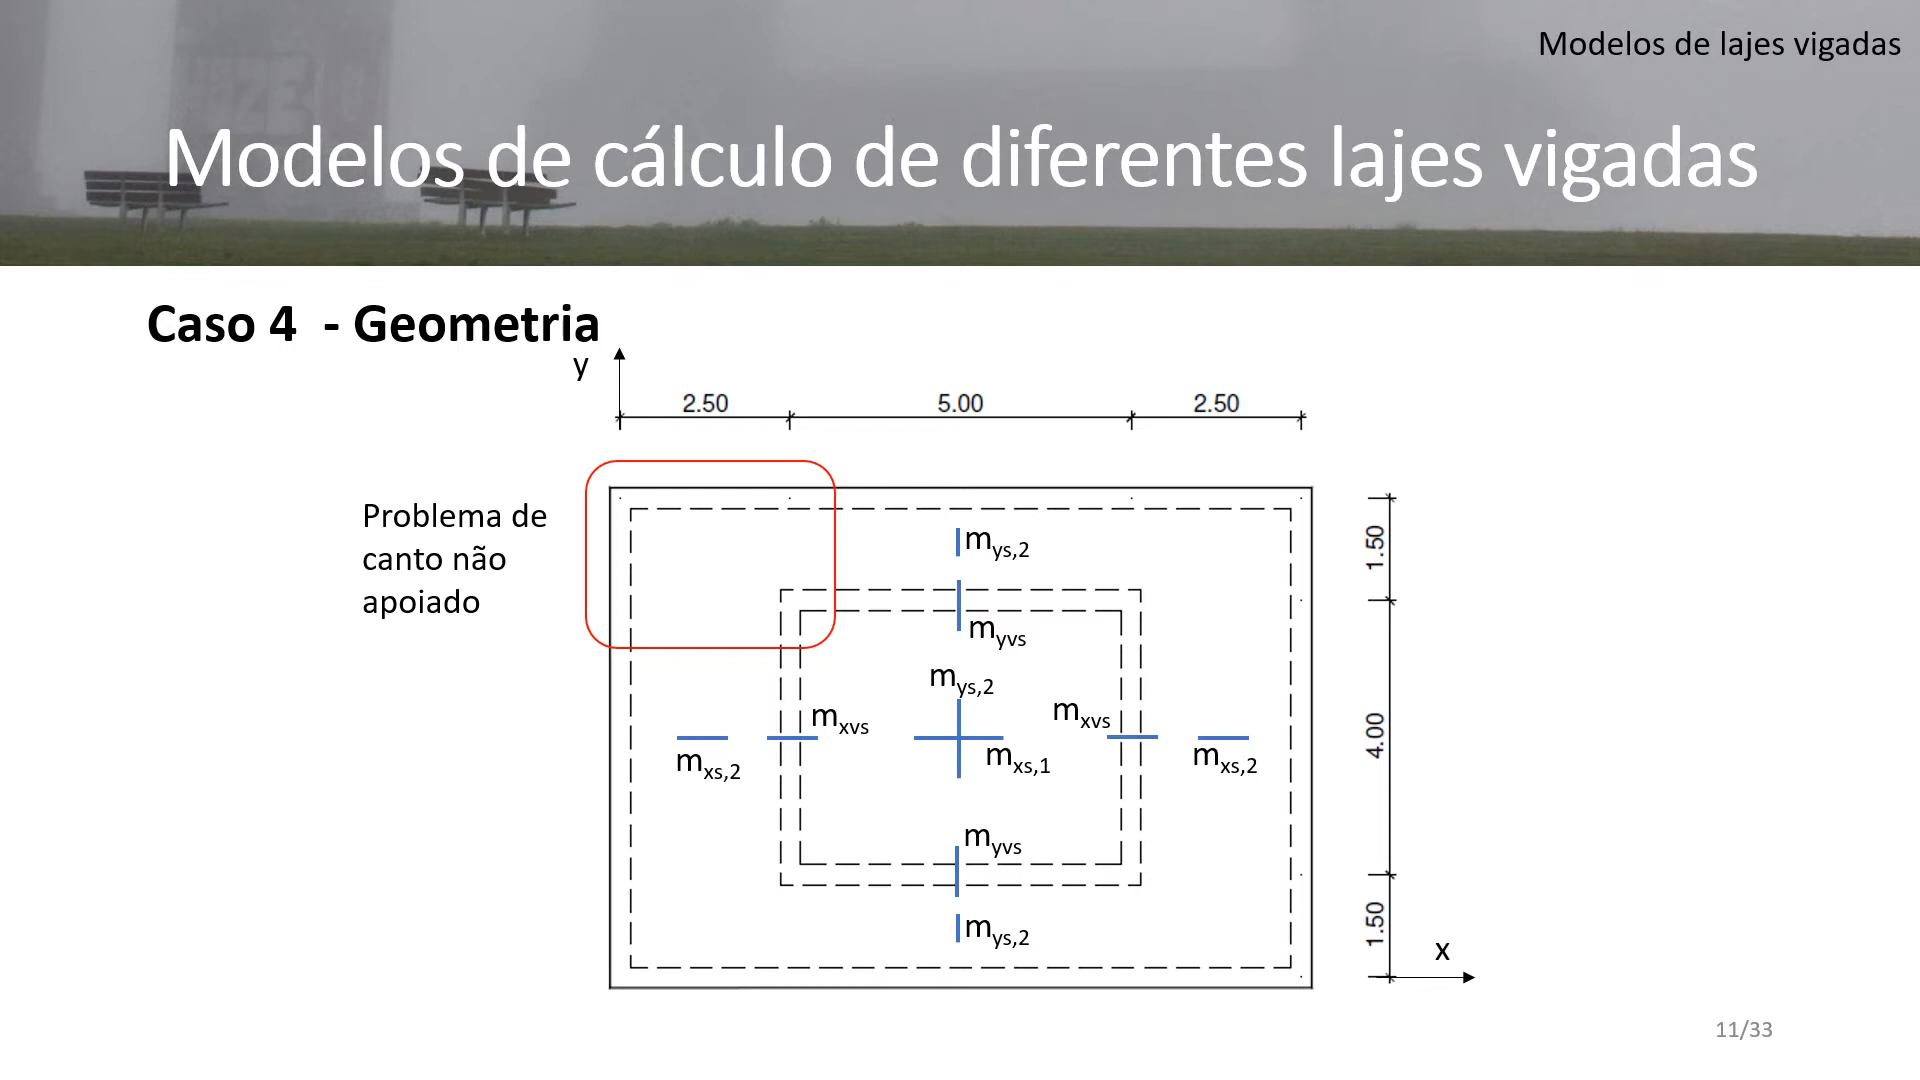 Modelos de lajes vigadas
Modelos de cálculo de diferentes lajes vigadas
Caso 4 - Geometria
y
2.50 5.00 2.50
Problema de
canto não
apoiado
mys,2
1.50
myvs
mys,2
mxvs mxvs
mxs,2 mxs,1 mxs,2
4.00
myvs
mys,2
1.50
x
11/33